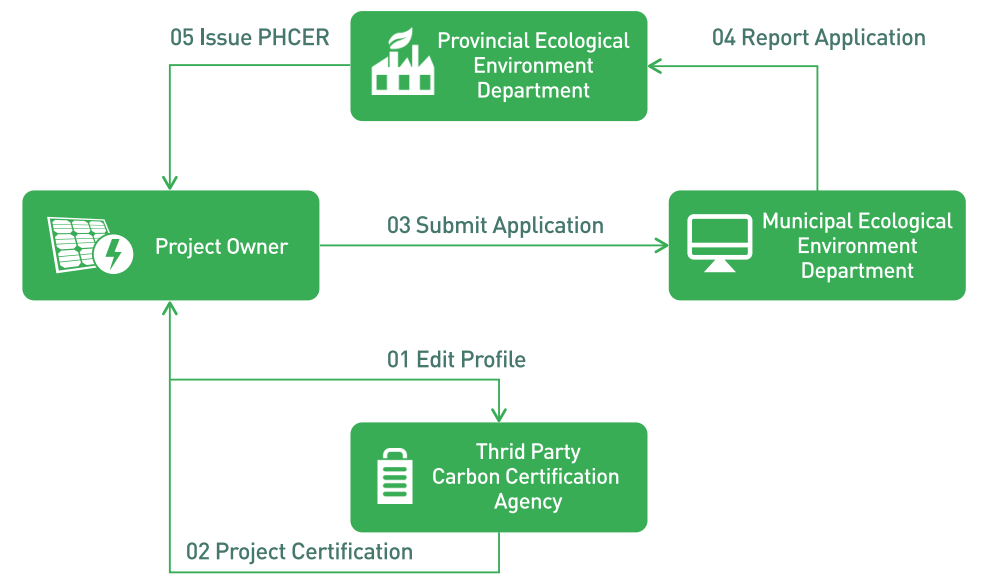 05 Issue PHCER
Provincial Ecological
Environment
Department
04 Report Application
Project Owner
03 Submit Application
Municipal Ecological
Environment
Department
01 Edit Profile
Thrid Party
Carbon Certification
Agency
02 Project Certification